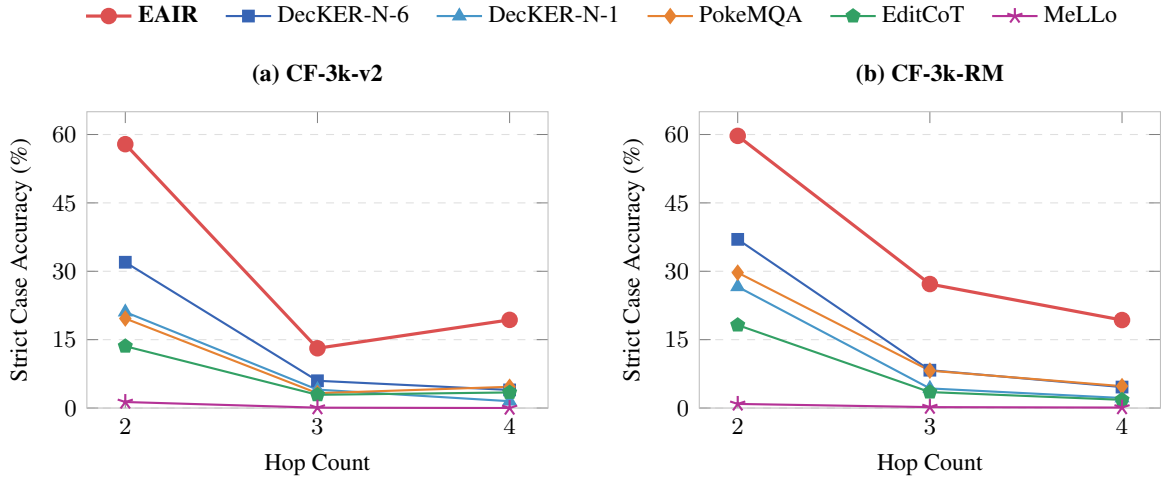 EAIR DecKER-N-6 DecKER-N-1 PokeMQA EditCoT MeLLo
(a) CF-3k-v2
60
45
30
15
0
2 3 4
Strict Case Accuracy (%)
Hop Count
(b) CF-3k-RM
60
45
30
15
0
2 3 4
Strict Case Accuracy (%)
Hop Count